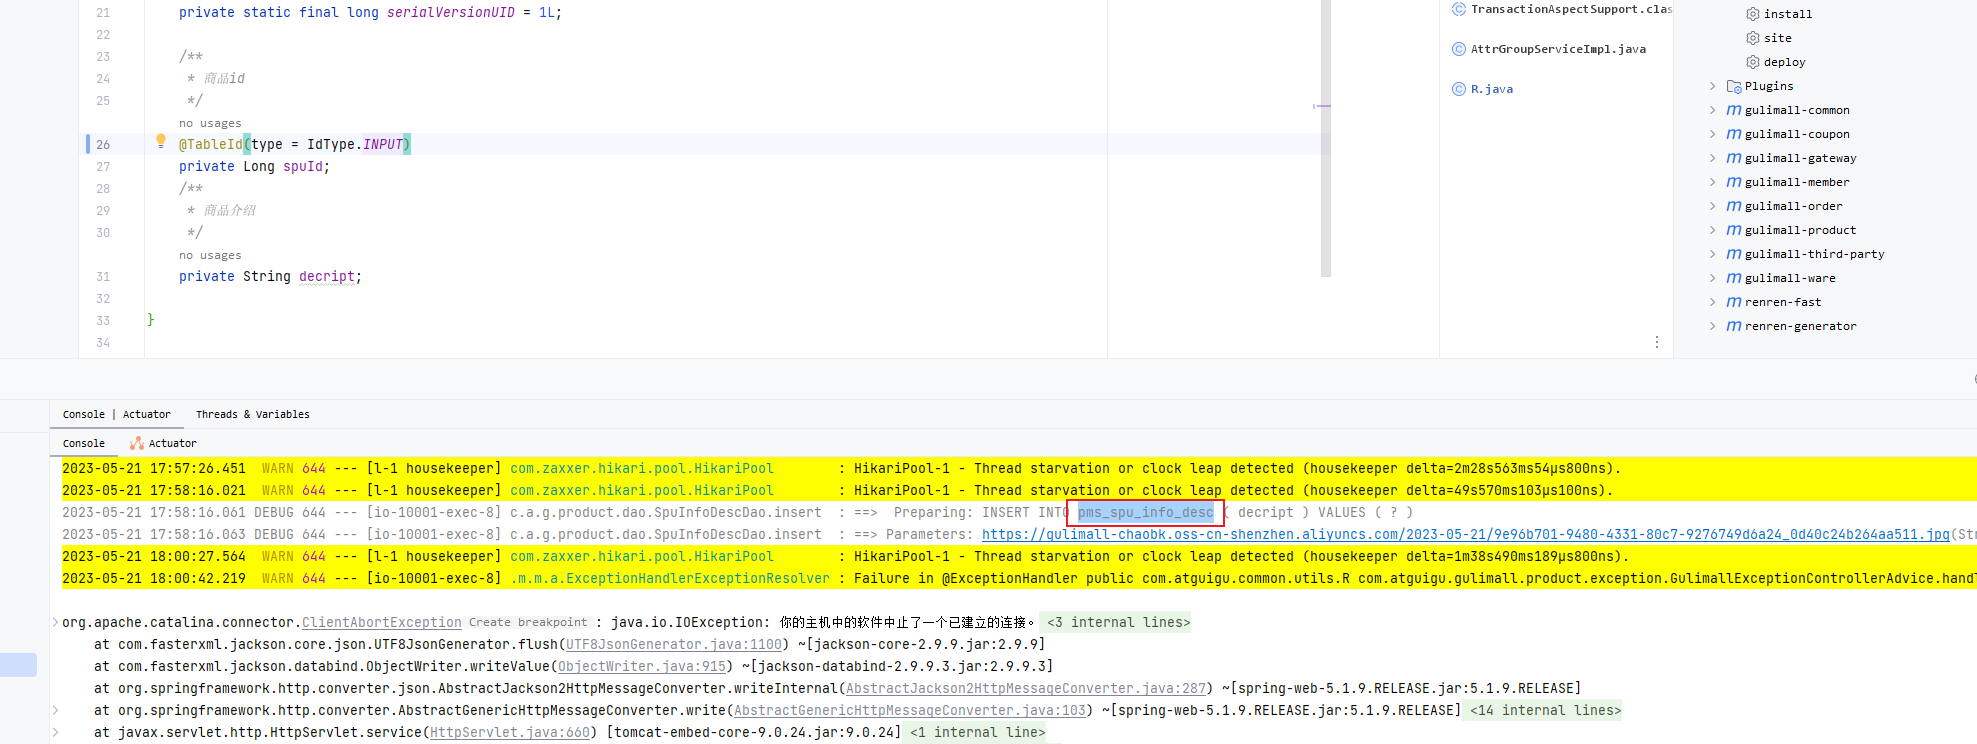 21 private static final long serialVersionUID = 1L;
22
23 /**
24 * 商品id
25 */
no usages
26 @TableId(type = IdType.INPUT)
27 private Long spuId;
28 /**
29 * 商品介绍
30 */
no usages
31 private String decript;
32
33 }
34
TransactionAspectSupport.clas
AttrGroupServiceImpl.java
R.java
install
site
deploy
Plugins
gulimall-common
gulimall-coupon
gulimall-gateway
gulimall-member
gulimall-order
gulimall-product
gulimall-third-party
gulimall-ware
renren-fast
renren-generator
Console | Actuator Threads & Variables
Console Actuator
2023-05-21 17:57:26.451 WARN 644 --- [l-1 housekeeper] com.zaxxer.hikari.pool.HikariPool : HikariPool-1 - Thread starvation or clock leap detected (housekeeper delta=2m28s563ms54µs800ns).
2023-05-21 17:58:16.021 WARN 644 --- [l-1 housekeeper] com.zaxxer.hikari.pool.HikariPool : HikariPool-1 - Thread starvation or clock leap detected (housekeeper delta=49s570ms103µs100ns).
2023-05-21 17:58:16.061 DEBUG 644 --- [io-10001-exec-8] c.a.g.product.dao.SpuInfoDescDao.insert : ==> Preparing: INSERT INTO pms_spu_info_desc ( decript ) VALUES ( ? )
2023-05-21 17:58:16.063 DEBUG 644 --- [io-10001-exec-8] c.a.g.product.dao.SpuInfoDescDao.insert : ==> Parameters: https://gulimall-chaobk.oss-cn-shenzhen.aliyuncs.com/2023-05-21/9e96b701-9480-4331-80c7-9276749d6a24_0d40c24b264aa511.jpg(Str
2023-05-21 18:00:27.564 WARN 644 --- [l-1 housekeeper] com.zaxxer.hikari.pool.HikariPool : HikariPool-1 - Thread starvation or clock leap detected (housekeeper delta=1m38s490ms189µs800ns).
2023-05-21 18:00:42.219 WARN 644 --- [io-10001-exec-8] .m.m.a.ExceptionHandlerExceptionResolver : Failure in @ExceptionHandler public com.atguigu.common.utils.R com.atguigu.gulimall.product.exception.GulimallExceptionControllerAdvice.handl
org.apache.catalina.connector.ClientAbortException Create breakpoint : java.io.IOException: 你的主机中的软件中止了一个已建立的连接。 <3 internal lines>
at com.fasterxml.jackson.core.json.UTF8JsonGenerator.flush(UTF8JsonGenerator.java:1100) ~[jackson-core-2.9.9.jar:2.9.9]
at com.fasterxml.jackson.databind.ObjectWriter.writeValue(ObjectWriter.java:915) ~[jackson-databind-2.9.9.3.jar:2.9.9.3]
at org.springframework.http.converter.json.AbstractJackson2HttpMessageConverter.writeInternal(AbstractJackson2HttpMessageConverter.java:287) ~[spring-web-5.1.9.RELEASE.jar:5.1.9.RELEASE]
at org.springframework.http.converter.AbstractGenericHttpMessageConverter.write(AbstractGenericHttpMessageConverter.java:103) ~[spring-web-5.1.9.RELEASE.jar:5.1.9.RELEASE] <14 internal lines>
at javax.servlet.http.HttpServlet.service(HttpServlet.java:660) [tomcat-embed-core-9.0.24.jar:9.0.24] <1 internal line>